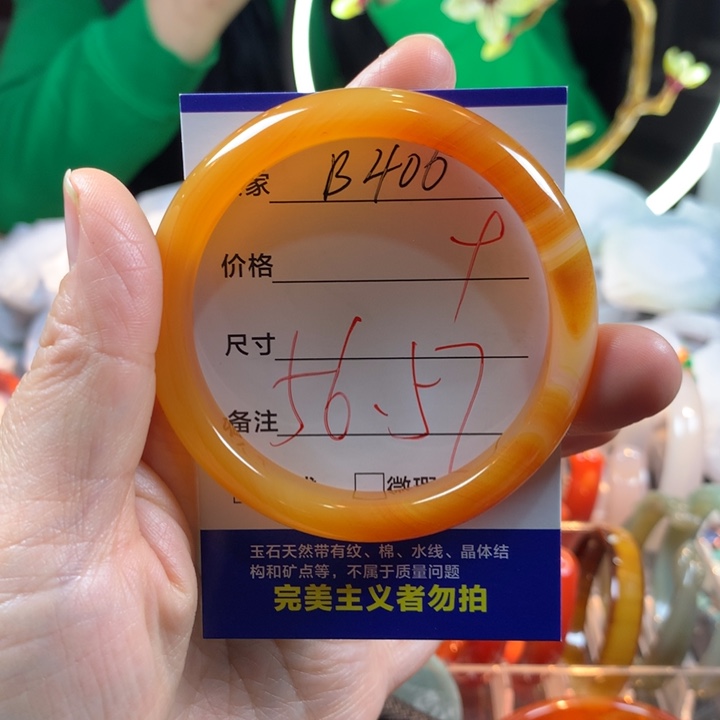 家 B400
价格
尺寸
56.57
备注
微瑕
玉石天然带有纹、棉、水线、晶体结
构和矿点等，不属于质量问题
完美主义者勿拍